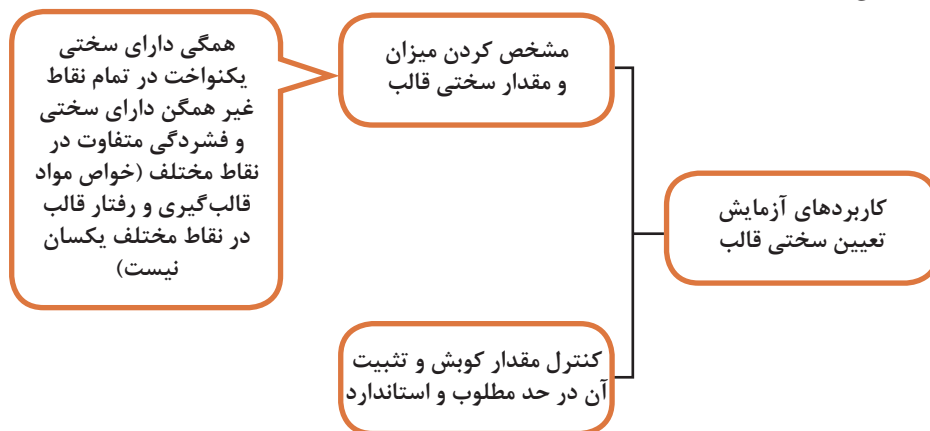 کاربردهای آزمایش
تعیین سختی قالب
مشخص کردن میزان
و مقدار سختی قالب
همگی دارای سختی
یکنواخت در تمام نقاط
غیر همگن دارای سختی
و فشردگی متفاوت در
نقاط مختلف (خواص مواد
قالب‌گیری و رفتار قالب
در نقاط مختلف یکسان
نیست)
کنترل مقدار کوبش و تثبیت
آن در حد مطلوب و استاندارد